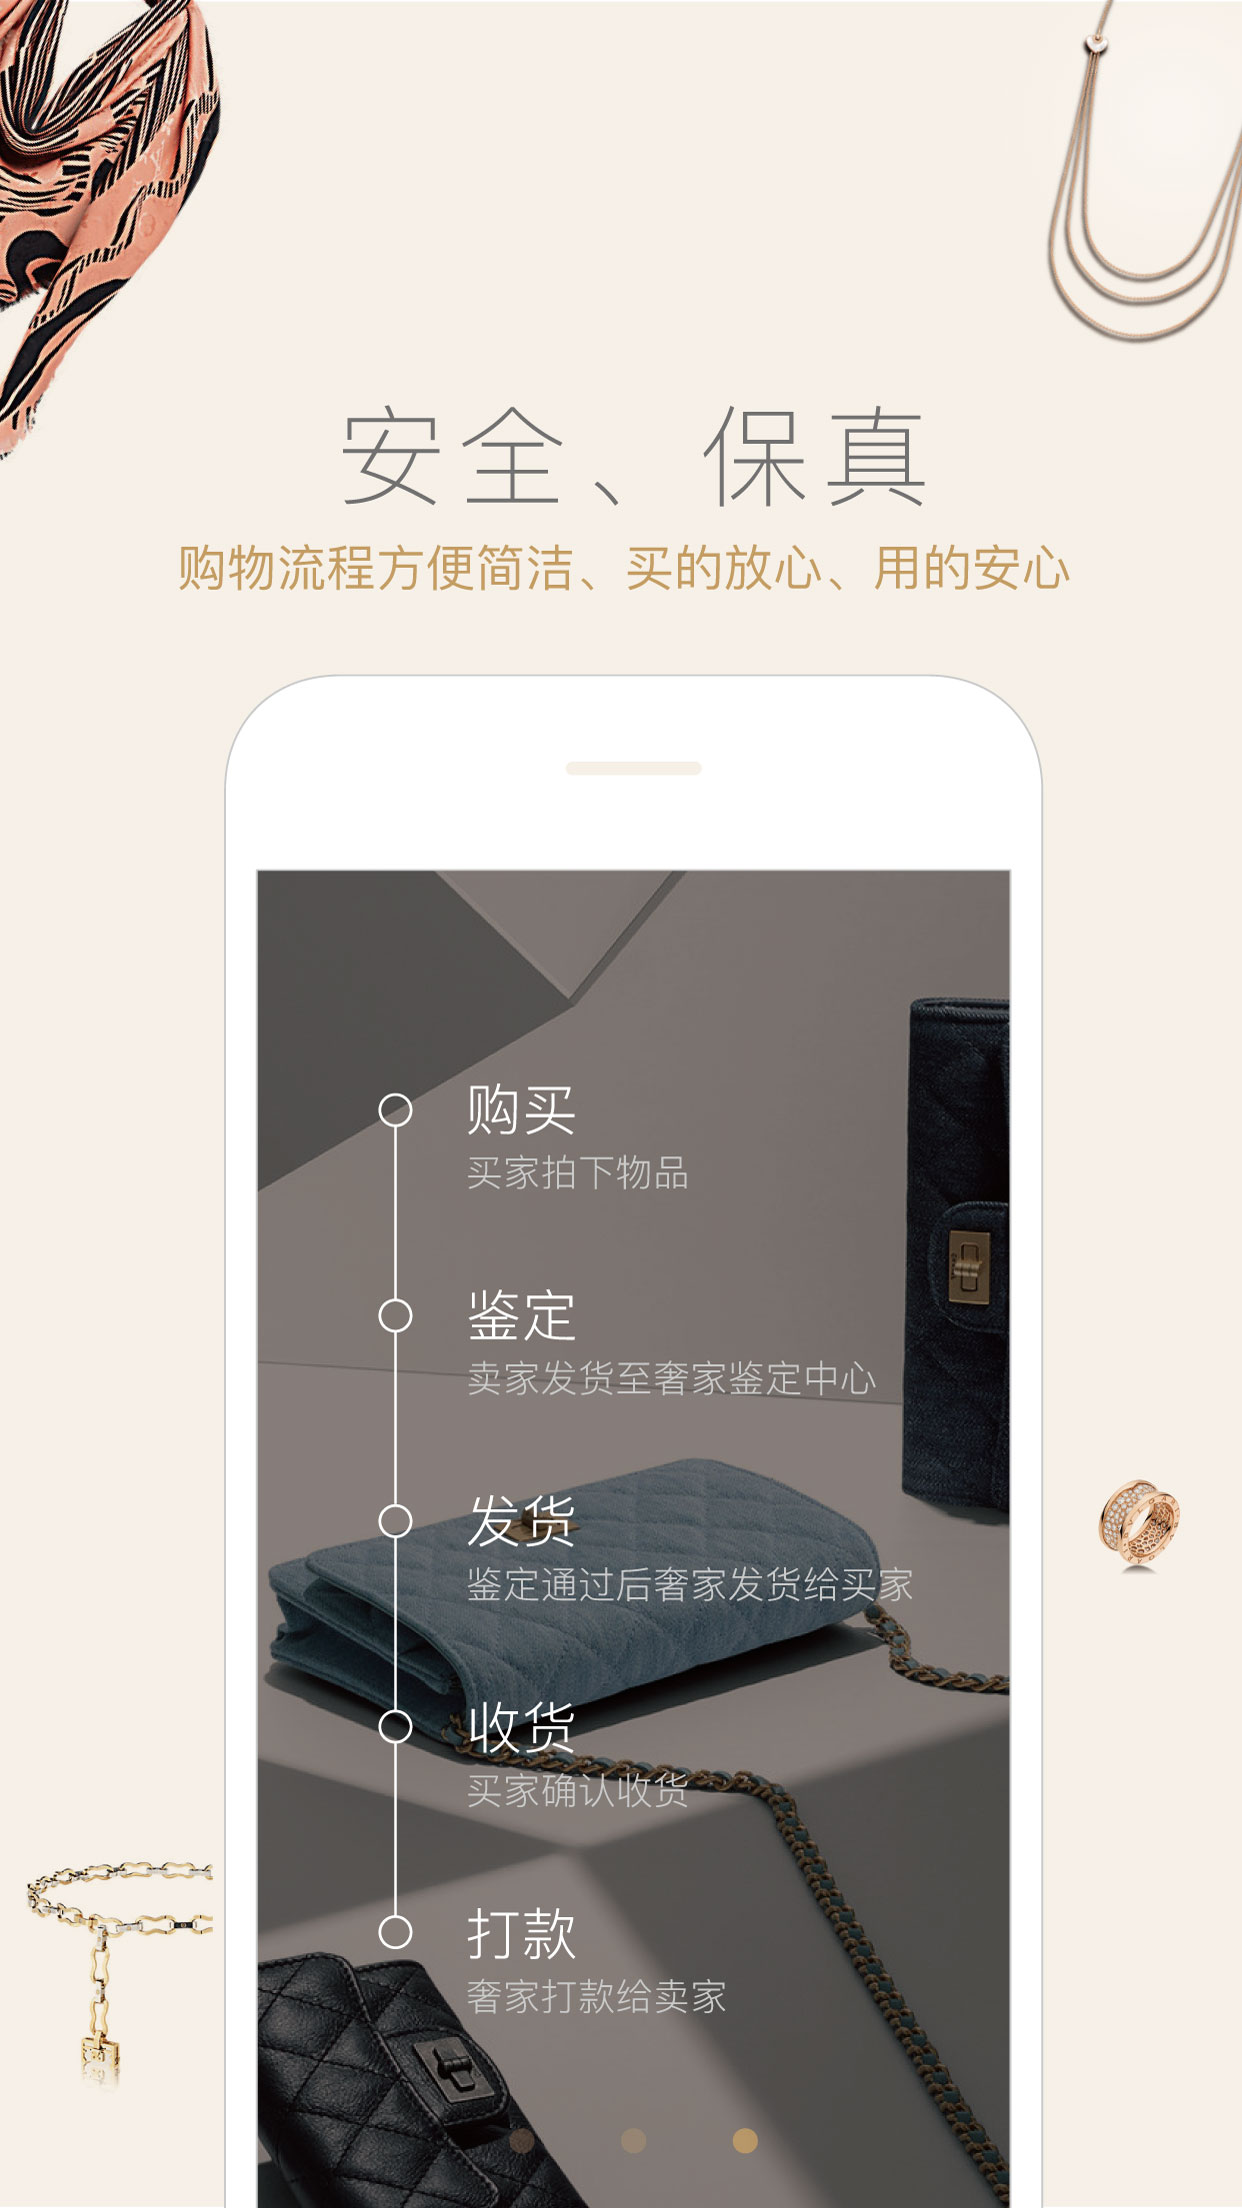 安全、保真
购物流程方便简洁、买的放心、用的安心
购买
买家拍下物品
鉴定
卖家发货至奢家鉴定中心
发货
鉴定通过后奢家发货给买家
收货
买家确认收货
打款
奢家打款给卖家